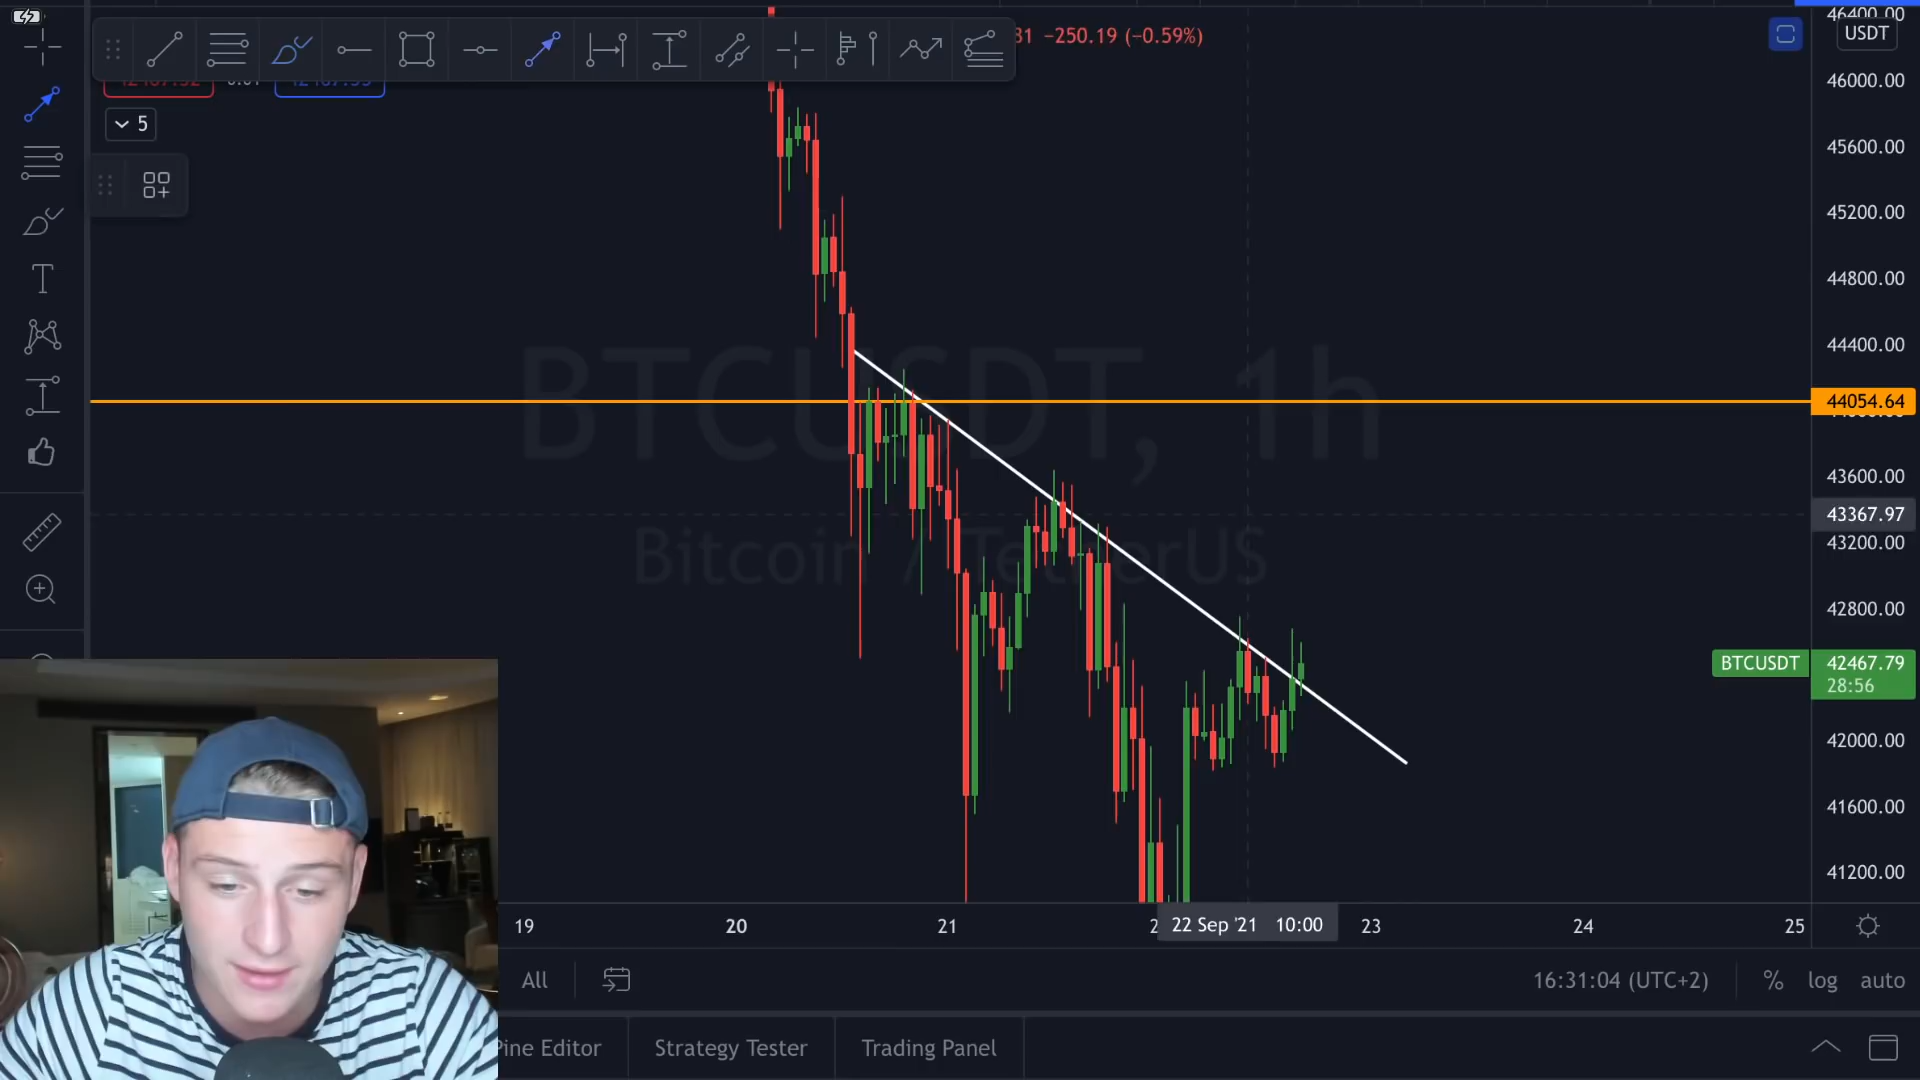 46400.00
USDT
81 −250.19 (−0.59%)
46000.00
5
45600.00
45200.00
44800.00
44400.00
BTCUSDT, 1h
44054.64
43600.00
43367.97
43200.00
Bitcoin / TetherUS
42800.00
BTCUSDT
42467.79
28:56
42000.00
41600.00
41200.00
19
20
21
22 Sep '21 10:00
23
24
25
All
16:31:04 (UTC+2)
%
log
auto
Pine Editor
Strategy Tester
Trading Panel